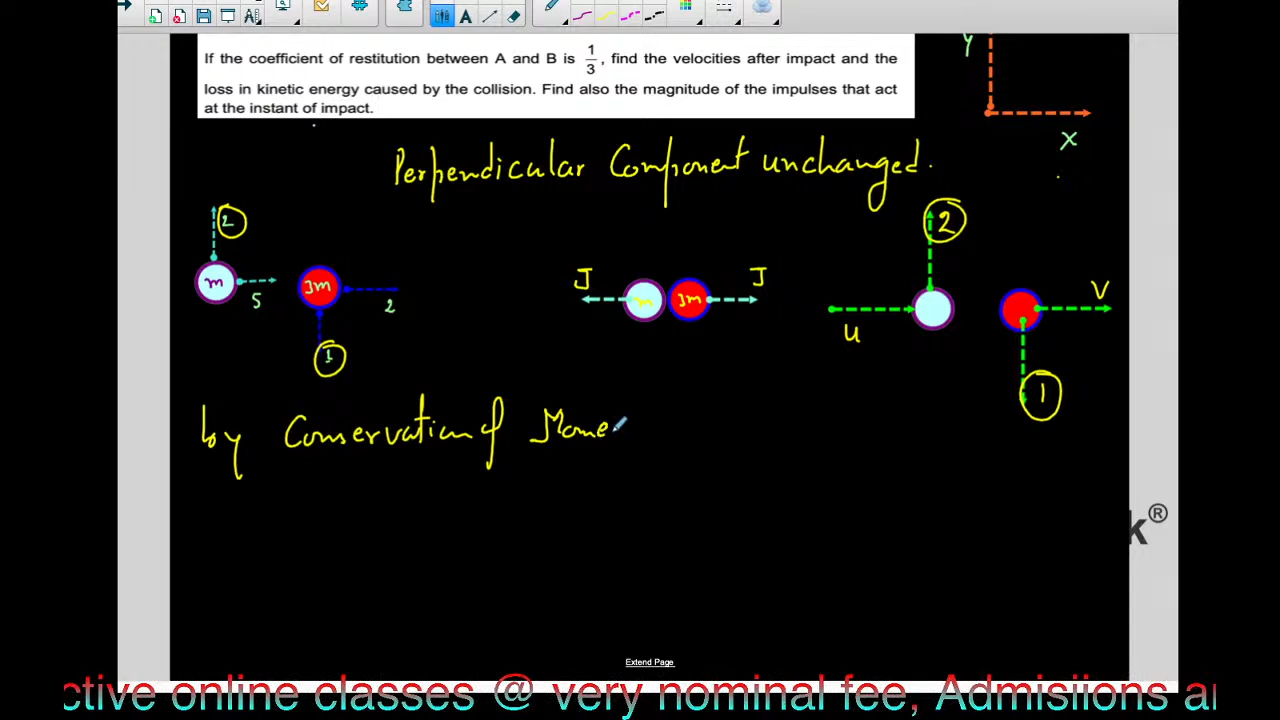 If the coefficient of restitution between A and B is 1/3, find the velocities after impact and the
loss in kinetic energy caused by the collision. Find also the magnitude of the impulses that act
at the instant of impact.
y
x
Perpendicular Component unchanged.
2
m
5
3m
2
1
J
J
m
3m
2
u
V
1
by Conservation of Mome
k®
Extend Page
ctive online classes @ very nominal fee, Admisiions a